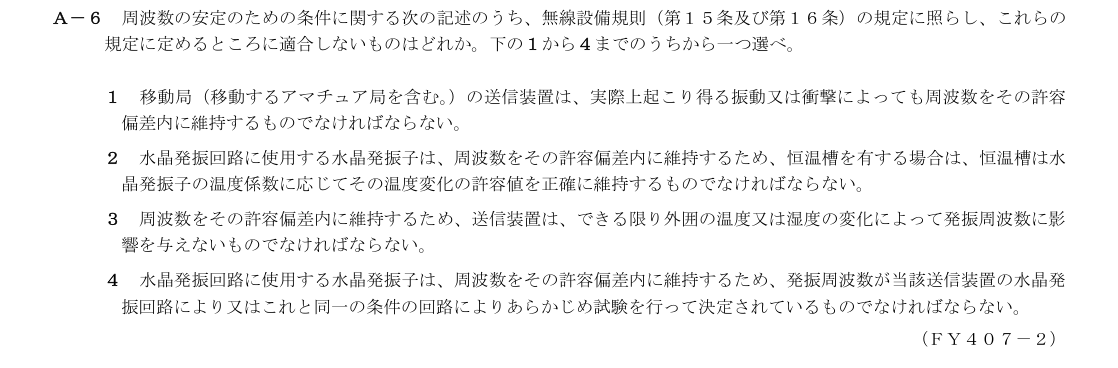 A－6　周波数の安定のための条件に関する次の記述のうち、無線設備規則（第１５条及び第１６条）の規定に照らし、これらの
規定に定めるところに適合しないものはどれか。下の1から4までのうちから一つ選べ。
1　移動局（移動するアマチュア局を含む。）の送信装置は、実際上起こり得る振動又は衝撃によっても周波数をその許容
偏差内に維持するものでなければならない。
2　水晶発振回路に使用する水晶発振子は、周波数をその許容偏差内に維持するため、恒温槽を有する場合は、恒温槽は水
晶発振子の温度係数に応じてその温度変化の許容値を正確に維持するものでなければならない。
3　周波数をその許容偏差内に維持するため、送信装置は、できる限り外囲の温度又は湿度の変化によって発振周波数に影
響を与えないものでなければならない。
4　水晶発振回路に使用する水晶発振子は、周波数をその許容偏差内に維持するため、発振周波数が当該送信装置の水晶発
振回路により又はこれと同一の条件の回路によりあらかじめ試験を行って決定されているものでなければならない。
（ＦＹ４０７－２）